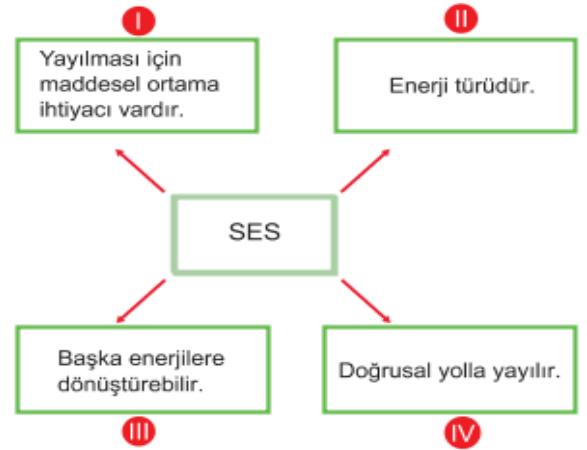 I
Yayılması için
maddesel ortama
ihtiyacı vardır.
II
Enerji türüdür.
SES
Başka enerjilere
dönüştürebilir.
III
Doğrusal yolla yayılır.
IV